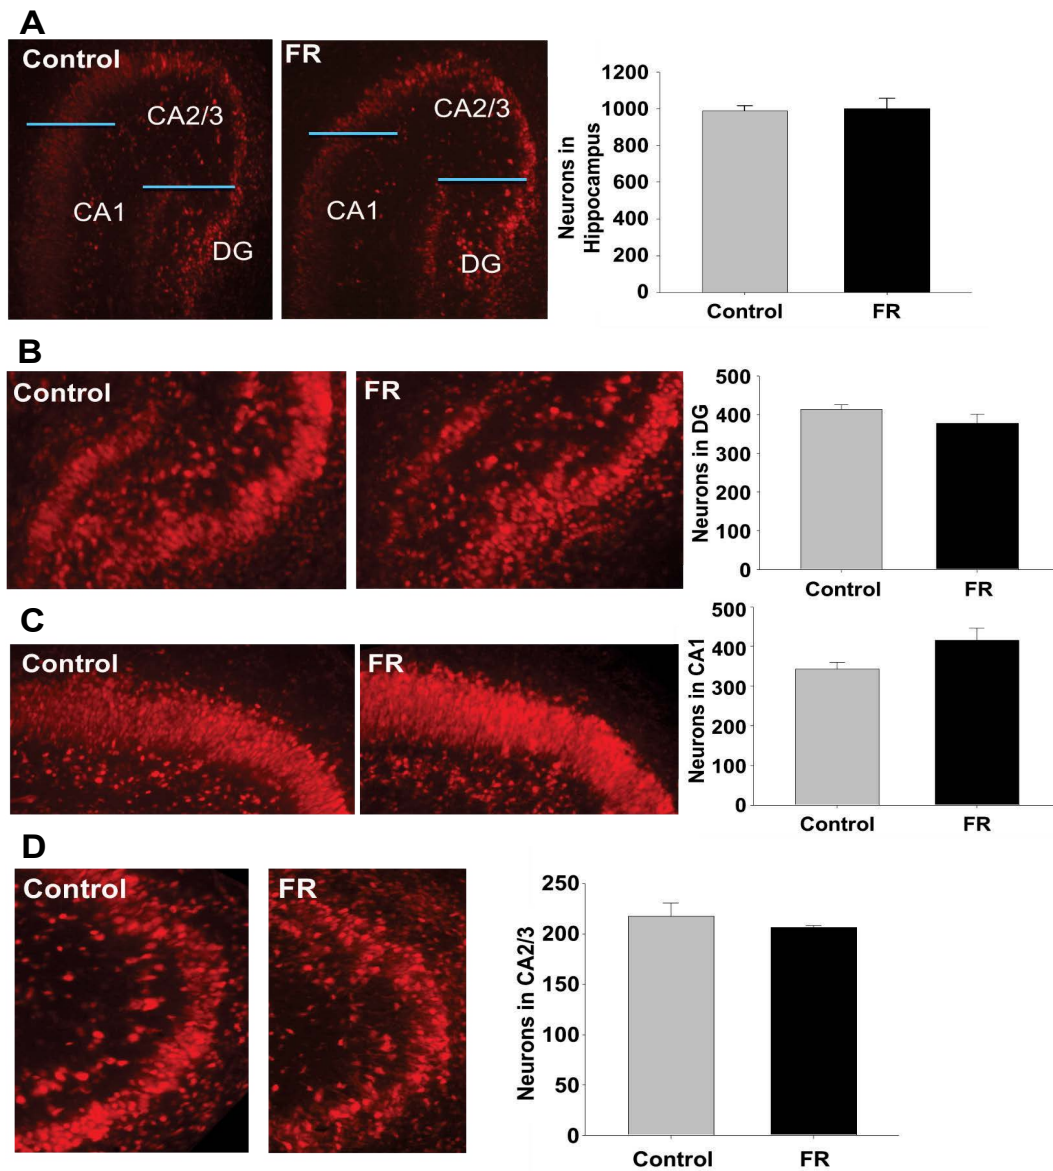 A
Control
CA2/3
CA1
DG
FR
CA2/3
CA1
DG
Neurons in
Hippocampus
1200
1000
800
600
400
200
0
Control
FR
B
Control
FR
Neurons in DG
500
400
300
200
100
0
Control
FR
C
Control
FR
Neurons in CA1
500
400
300
200
100
0
Control
FR
D
Control
FR
Neurons in CA2/3
250
200
150
100
50
0
Control
FR